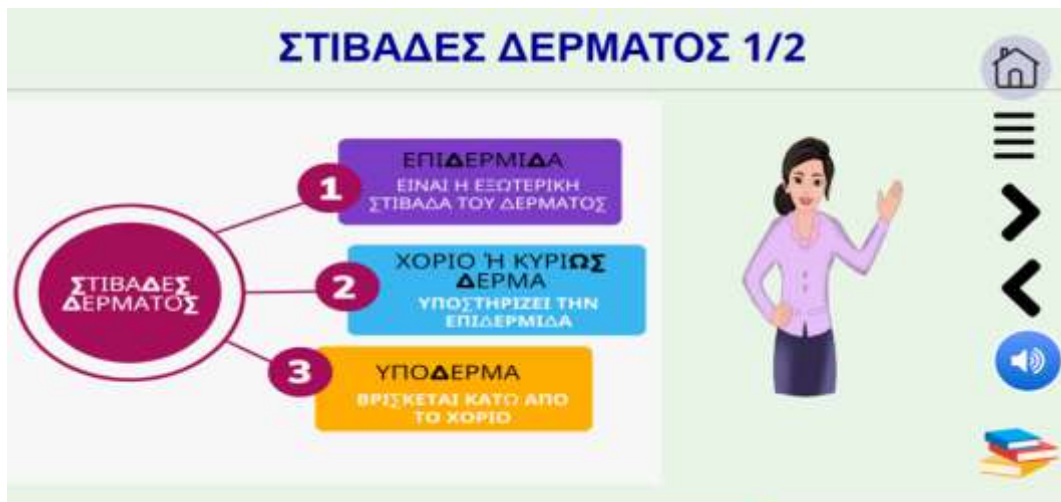 ΣΤΙΒΑΔΕΣ ΔΕΡΜΑΤΟΣ 1/2
ΣΤΙΒΑΔΕΣ
ΔΕΡΜΑΤΟΣ
1
ΕΠΙΔΕΡΜΙΔΑ
ΕΙΝΑΙ Η ΕΞΩΤΕΡΙΚΗ
ΣΤΙΒΑΔΑ ΤΟΥ ΔΕΡΜΑΤΟΣ
2
ΧΟΡΙΟ Ή ΚΥΡΙΩΣ
ΔΕΡΜΑ
ΥΠΟΣΤΗΡΙΖΕΙ ΤΗΝ
ΕΠΙΔΕΡΜΙΔΑ
3
ΥΠΟΔΕΡΜΑ
ΒΡΙΣΚΕΤΑΙ ΚΑΤΩ ΑΠΟ
ΤΟ ΧΟΡΙΟ